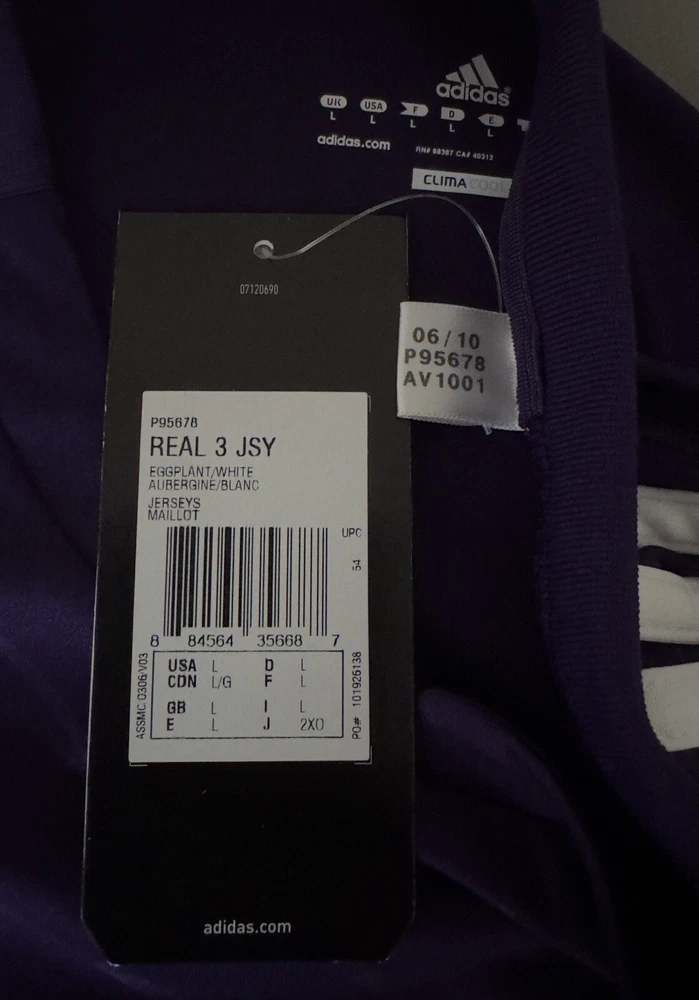 adidas®
UK USA F D E
L L L L L
adidas.com
RN# 88387 CA# 40312
CLIMACOOL
07120690
06/10
P95678
AV1001
P95678
REAL 3 JSY
EGGPLANT/WHITE
AUBERGINE/BLANC
JERSEYS
MAILLOT
UPC
54
8 84564 35668 7
USA L D L
CDN L/G F L
GB L I L
E L J 2XO
ASSMC/0306/V03
PO# 101926138
adidas.com